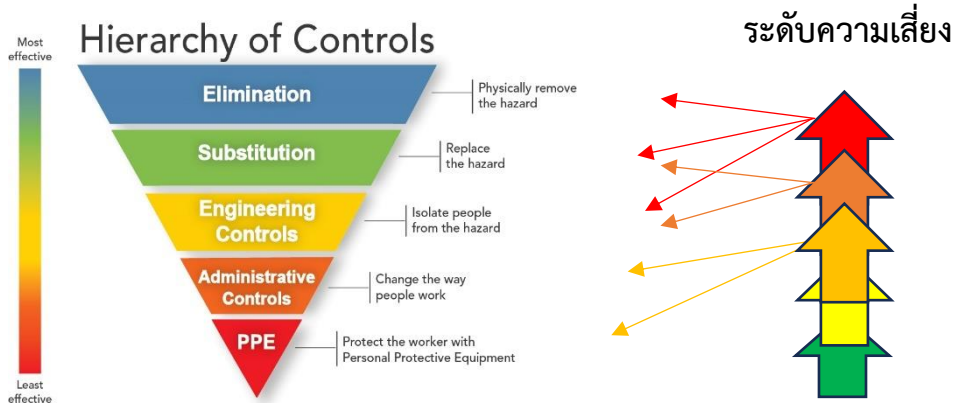 Hierarchy of Controls
ระดับความเสี่ยง
Most
effective
Elimination
Physically remove
the hazard
Substitution
Replace
the hazard
Engineering
Controls
Isolate people
from the hazard
Administrative
Controls
Change the way
people work
PPE
Protect the worker with
Personal Protective Equipment
Least
effective